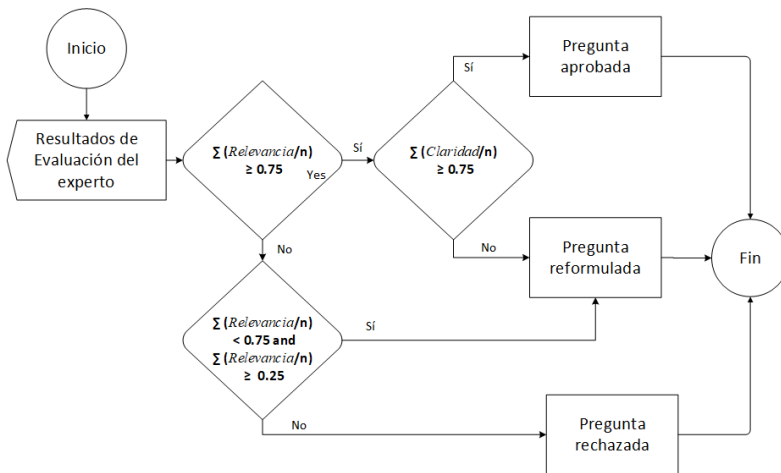 Inicio
Resultados de
Evaluación del
experto
∑ (Relevancia/n)
≥ 0.75
Yes
Sí
∑ (Claridad/n)
≥ 0.75
Sí
Pregunta
aprobada
No
Pregunta
reformulada
Fin
No
∑ (Relevancia/n)
< 0.75 and
∑ (Relevancia/n)
≥ 0.25
Sí
No
Pregunta
rechazada